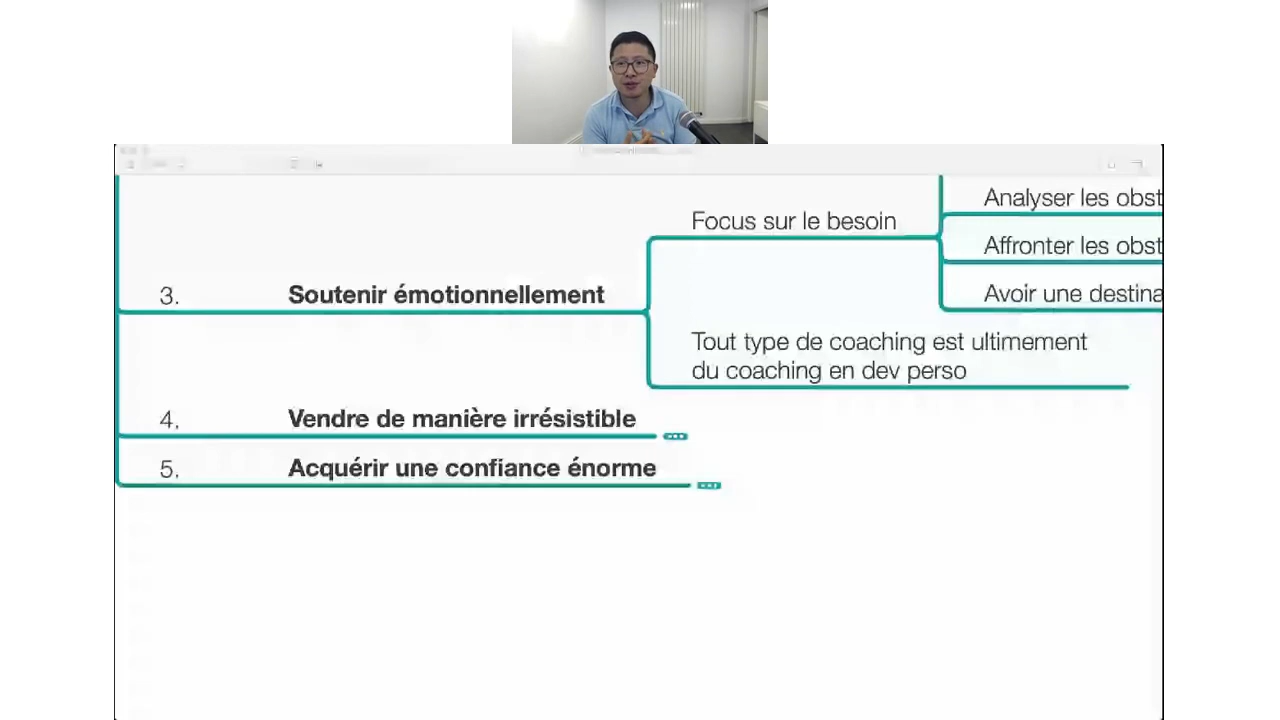 Analyser les obst
Focus sur le besoin
Affronter les obst
3. Soutenir émotionnellement
Avoir une destina
Tout type de coaching est ultimement
du coaching en dev perso
4. Vendre de manière irrésistible
5. Acquérir une confiance énorme